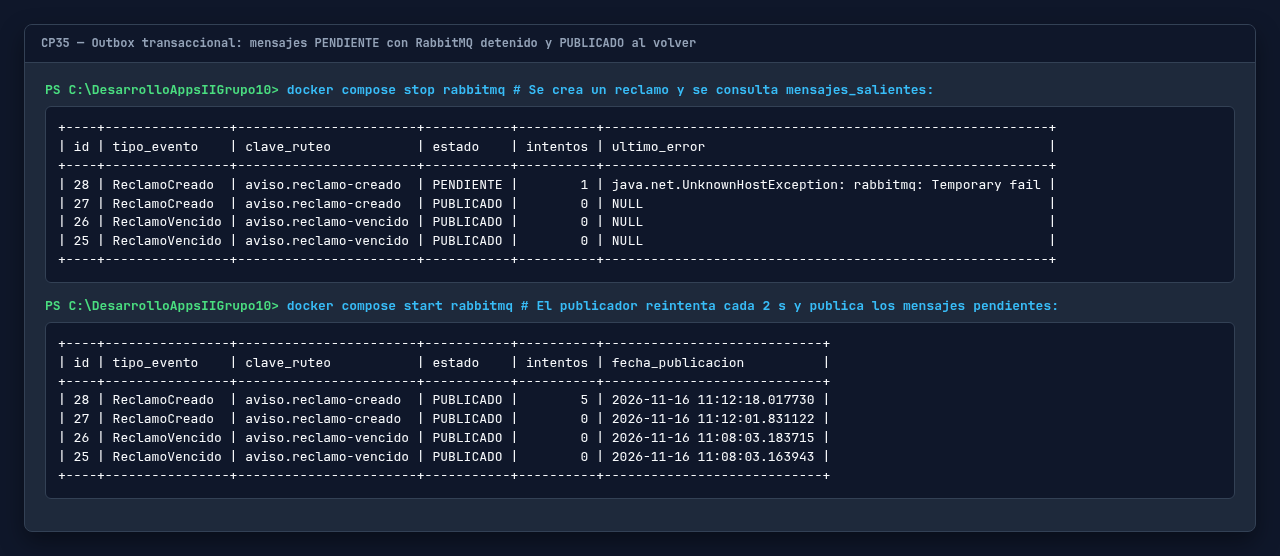 CP35 — Outbox transaccional: mensajes PENDIENTE con RabbitMQ detenido y PUBLICADO al volver
PS C:\DesarrolloAppsIIGrupo10> docker compose stop rabbitmq # Se crea un reclamo y se consulta mensajes_salientes:
+----+----------------+-----------------------+-----------+----------+---------------------------------------------------------+
| id | tipo_evento    | clave_ruteo           | estado    | intentos | ultimo_error                                            |
+----+----------------+-----------------------+-----------+----------+---------------------------------------------------------+
| 28 | ReclamoCreado  | aviso.reclamo-creado  | PENDIENTE |        1 | java.net.UnknownHostException: rabbitmq: Temporary fail |
| 27 | ReclamoCreado  | aviso.reclamo-creado  | PUBLICADO |        0 | NULL                                                    |
| 26 | ReclamoVencido | aviso.reclamo-vencido | PUBLICADO |        0 | NULL                                                    |
| 25 | ReclamoVencido | aviso.reclamo-vencido | PUBLICADO |        0 | NULL                                                    |
+----+----------------+-----------------------+-----------+----------+---------------------------------------------------------+
PS C:\DesarrolloAppsIIGrupo10> docker compose start rabbitmq # El publicador reintenta cada 2 s y publica los mensajes pendientes:
+----+----------------+-----------------------+-----------+----------+----------------------------+
| id | tipo_evento    | clave_ruteo           | estado    | intentos | fecha_publicacion          |
+----+----------------+-----------------------+-----------+----------+----------------------------+
| 28 | ReclamoCreado  | aviso.reclamo-creado  | PUBLICADO |        5 | 2026-11-16 11:12:18.017730 |
| 27 | ReclamoCreado  | aviso.reclamo-creado  | PUBLICADO |        0 | 2026-11-16 11:12:01.831122 |
| 26 | ReclamoVencido | aviso.reclamo-vencido | PUBLICADO |        0 | 2026-11-16 11:08:03.183715 |
| 25 | ReclamoVencido | aviso.reclamo-vencido | PUBLICADO |        0 | 2026-11-16 11:08:03.163943 |
+----+----------------+-----------------------+-----------+----------+----------------------------+